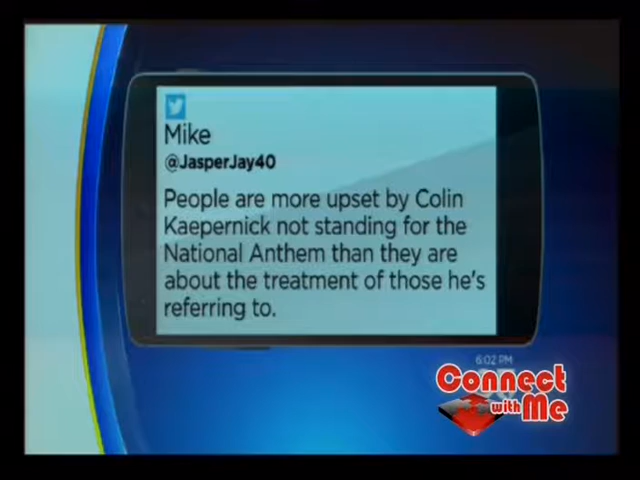 Mike
@JasperJay40
People are more upset by Colin
Kaepernick not standing for the
National Anthem than they are
about the treatment of those he's
referring to.
6:02 PM
Connect
with Me